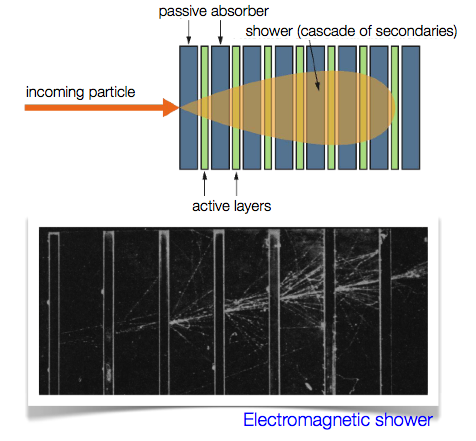 passive absorber
shower (cascade of secondaries)
incoming particle
active layers
Electromagnetic shower